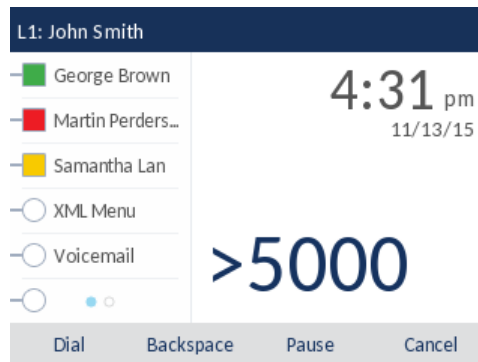 L1: John Smith
George Brown
Martin Perders...
Samantha Lan
XML Menu
Voicemail
4:31 pm
11/13/15
>5000
Dial Backspace Pause Cancel